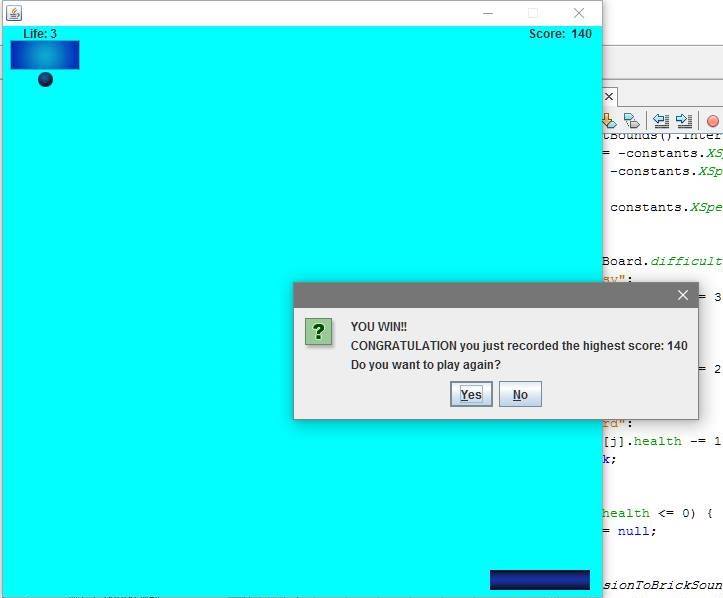 Life: 3
Score: 140
tBounds().inter
= -constants.XS
-constants.XSp
constants.XSpe
Board.difficult
sy":
= 3
YOU WIN!!
CONGRATULATION you just recorded the highest score: 140
Do you want to play again?
Yes
No
= 2
rd":
[j].health -= 1
k;
health <= 0) {
= null;
sionToBrickSoun